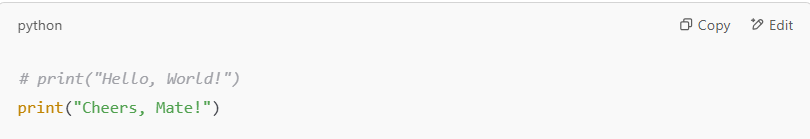 python
Copy
Edit
# print("Hello, World!")
print("Cheers, Mate!")